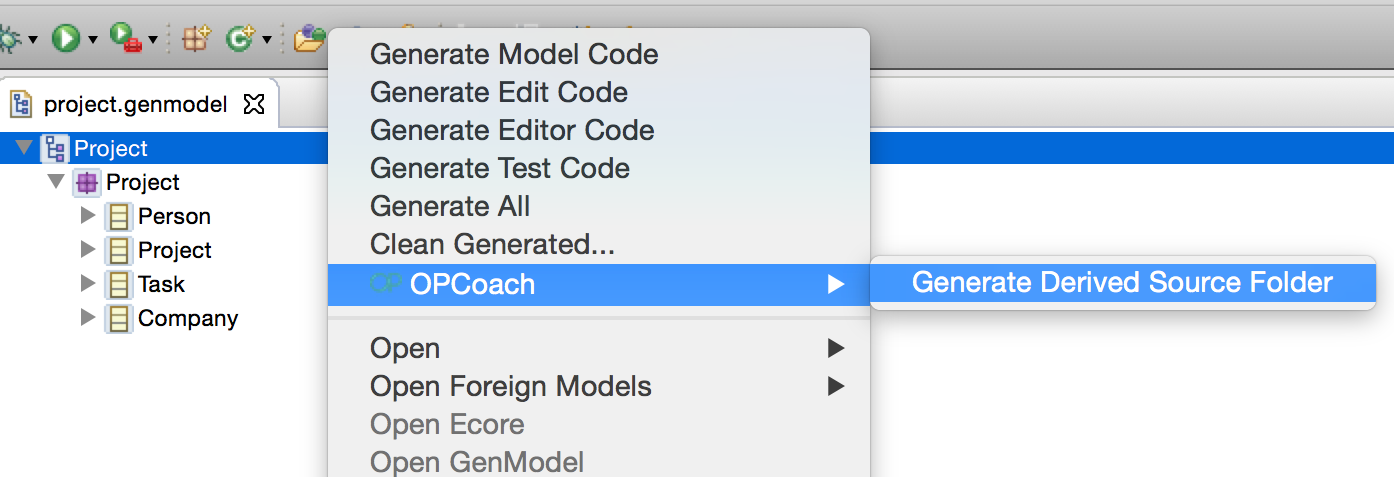 project.genmodel
Project
Project
Person
Project
Task
Company
Generate Model Code
Generate Edit Code
Generate Editor Code
Generate Test Code
Generate All
Clean Generated...
OPCoach
Generate Derived Source Folder
Open
Open Foreign Models
Open Ecore
Open GenModel